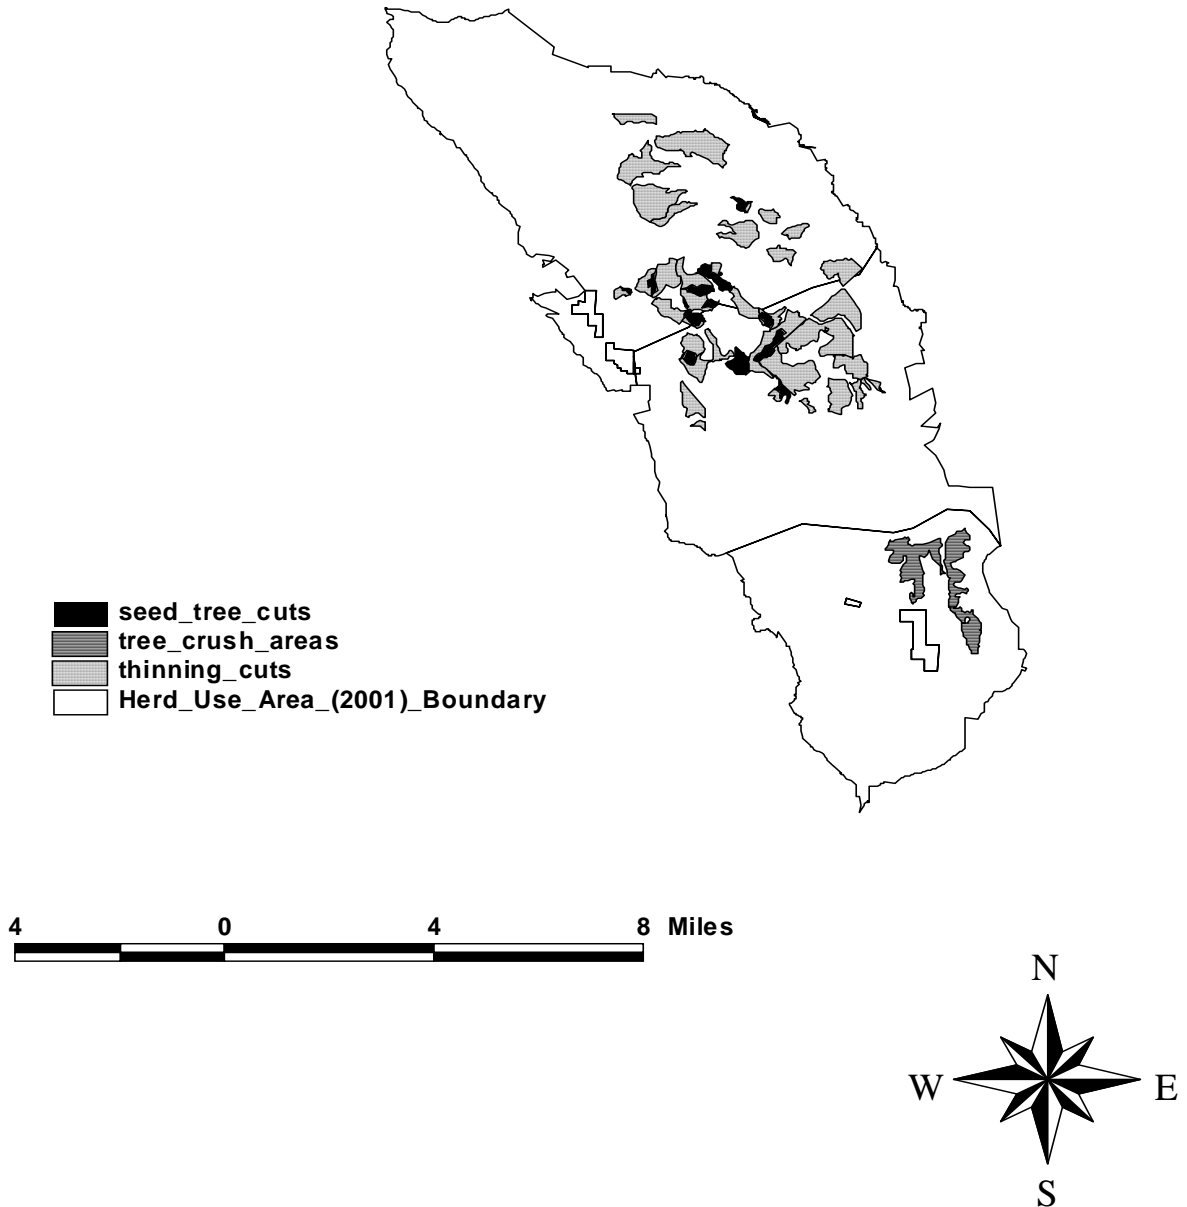 seed_tree_cuts
tree_crush_areas
thinning_cuts
Herd_Use_Area_(2001)_Boundary
4 0 4 8 Miles
N
W E
S